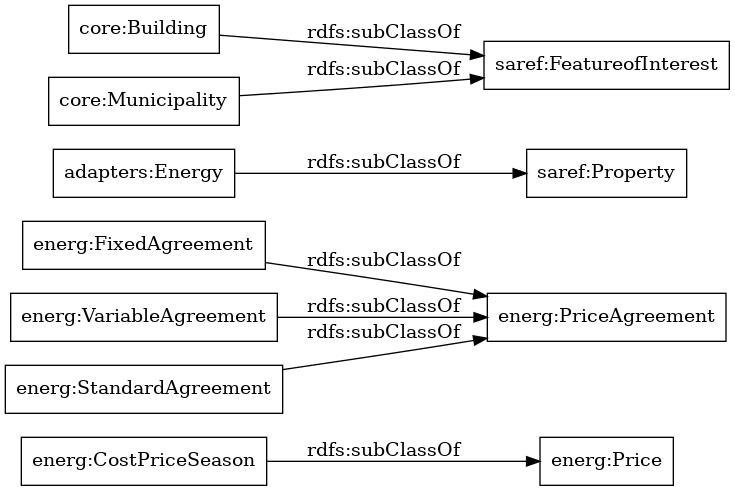 core:Building
rdfs:subClassOf
saref:FeatureofInterest
core:Municipality
rdfs:subClassOf
adapters:Energy
rdfs:subClassOf
saref:Property
energ:FixedAgreement
rdfs:subClassOf
energ:VariableAgreement
rdfs:subClassOf
energ:PriceAgreement
energ:StandardAgreement
rdfs:subClassOf
energ:CostPriceSeason
rdfs:subClassOf
energ:Price